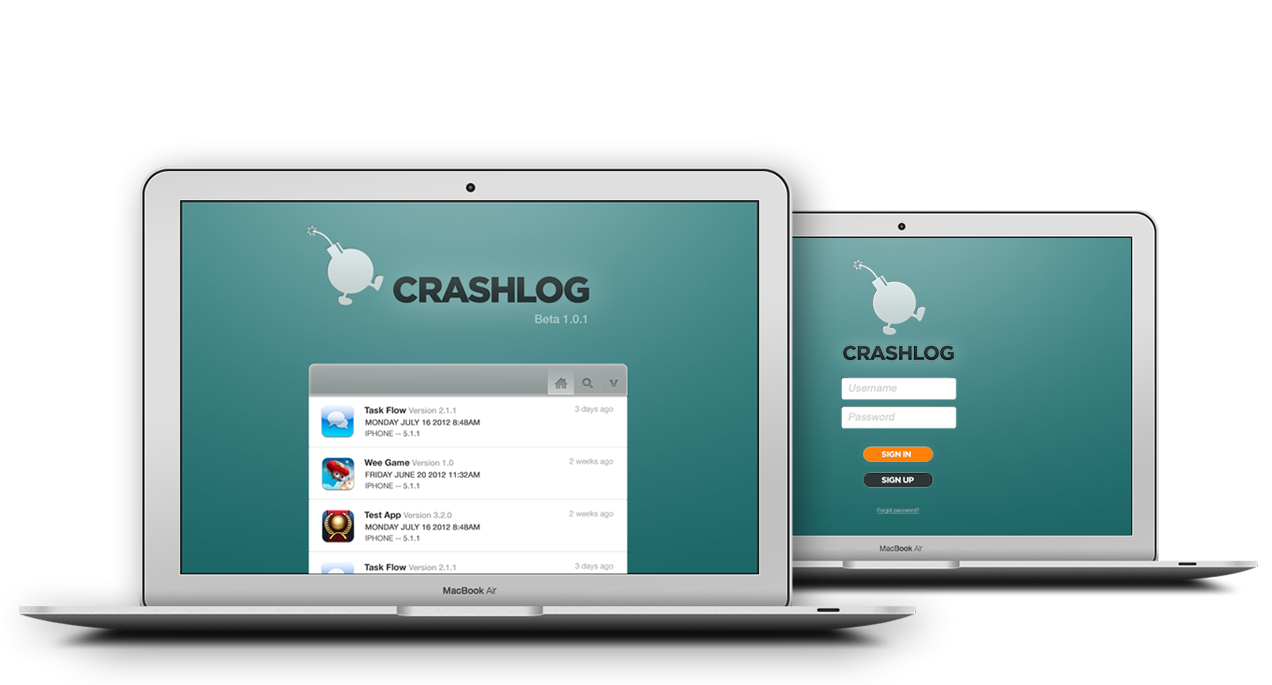 CRASHLOG
Beta 1.0.1
Task Flow Version 2.1.1
3 days ago
MONDAY JULY 16 2012 8:48AM
IPHONE -- 5.1.1
Wee Game Version 1.0
2 weeks ago
FRIDAY JUNE 20 2012 11:32AM
IPHONE -- 5.1.1
Test App Version 3.2.0
2 weeks ago
MONDAY JULY 16 2012 8:48AM
IPHONE -- 5.1.1
Task Flow Version 2.1.1
3 days ago
MacBook Air
CRASHLOG
Username
Password
SIGN IN
SIGN UP
Forgot password?
MacBook Air